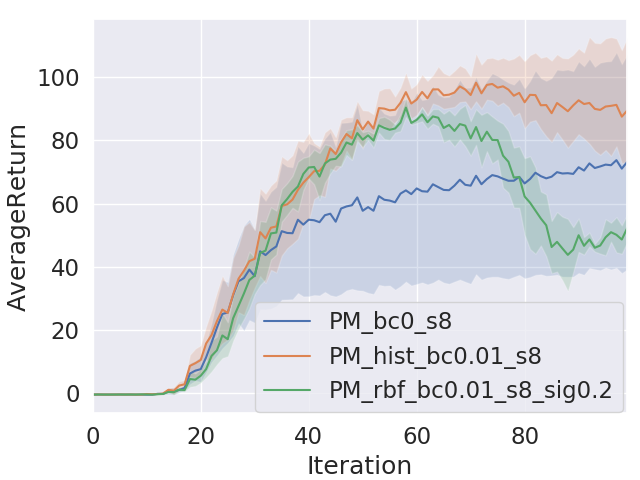 100
80
60
40
20
0
AverageReturn
PM_bc0_s8
PM_hist_bc0.01_s8
PM_rbf_bc0.01_s8_sig0.2
0 20 40 60 80
Iteration